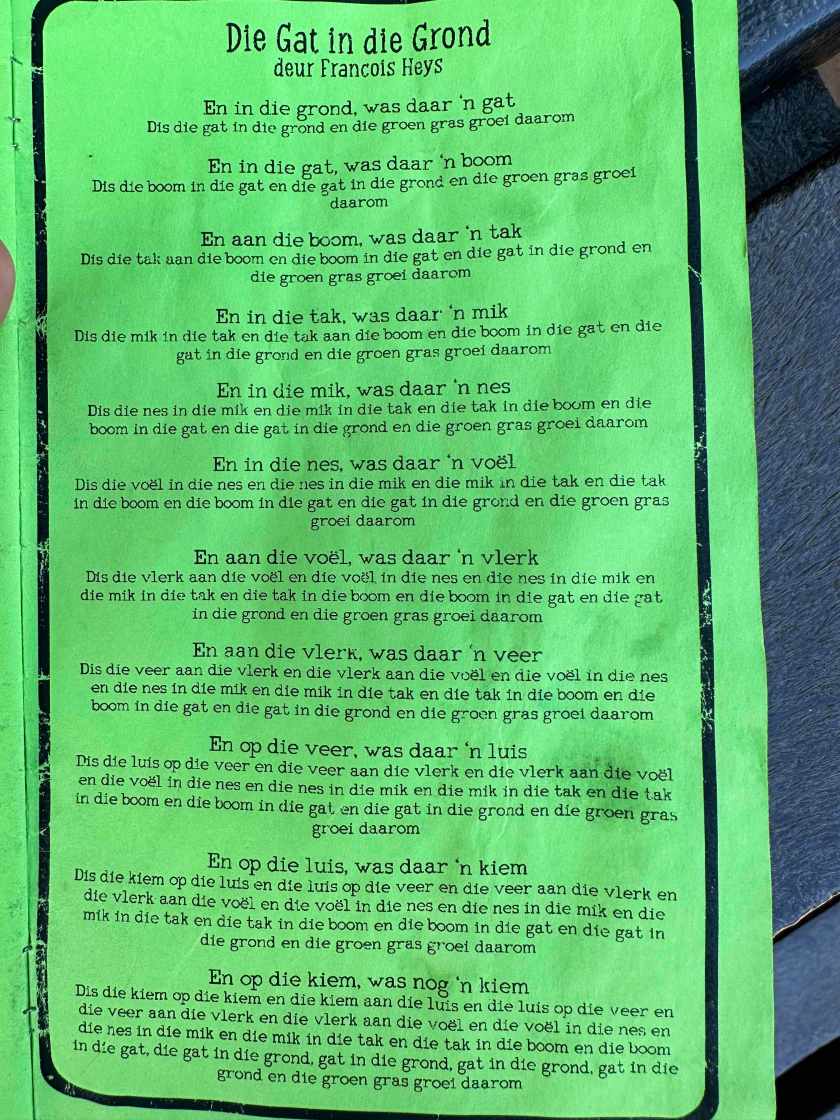 Die Gat in die Grond
deur Francois Heys
En in die grond, was daar 'n gat
Dis die gat in die grond en die groen gras groei daarom
En in die gat, was daar 'n boom
Dis die boom in die gat en die gat in die grond en die groen gras groei
daarom
En aan die boom, was daar 'n tak
Dis die tak aan die boom en die boom in die gat en die gat in die grond en
die groen gras groei daarom
En in die tak, was daar 'n mik
Dis die mik in die tak en die tak aan die boom en die boom in die gat en die
gat in die grond en die groen gras groei daarom
En in die mik, was daar 'n nes
Dis die nes in die mik en die mik in die tak en die tak in die boom en die
boom in die gat en die gat in die grond en die groen gras groei daarom
En in die nes, was daar 'n voël
Dis die voël in die nes en die nes in die mik en die mik in die tak en die tak
in die boom en die boom in die gat en die gat in die grond en die groen gras
groei daarom
En aan die voël, was daar 'n vlerk
Dis die vlerk aan die voël en die voël in die nes en die nes in die mik en
die mik in die tak en die tak in die boom en die boom in die gat en die gat
in die grond en die groen gras groei daarom
En aan die vlerk, was daar 'n veer
Dis die veer aan die vlerk en die vlerk aan die voël en die voël in die nes
en die nes in die mik en die mik in die tak en die tak in die boom en die
boom in die gat en die gat in die grond en die groen gras groei daarom
En op die veer, was daar 'n luis
Dis die luis op die veer en die veer aan die vlerk en die vlerk aan die voël
en die voël in die nes en die nes in die mik en die mik in die tak en die tak
in die boom en die boom in die gat en die gat in die grond en die groen gras
groei daarom
En op die luis, was daar 'n kiem
Dis die kiem op die luis en die luis op die veer en die veer aan die vlerk en
die vlerk aan die voël en die voël in die nes en die nes in die mik en die
mik in die tak en die tak in die boom en die boom in die gat en die gat in
die grond en die groen gras groei daarom
En op die kiem, was nog 'n kiem
Dis die kiem op die kiem en die kiem aan die luis en die luis op die veer en
die veer aan die vlerk en die vlerk aan die voël en die voël in die nes en
die nes in die mik en die mik in die tak en die tak in die boom en die boom
in die gat, die gat in die grond, gat in die grond, gat in die grond, gat in die
grond en die groen gras groei daarom